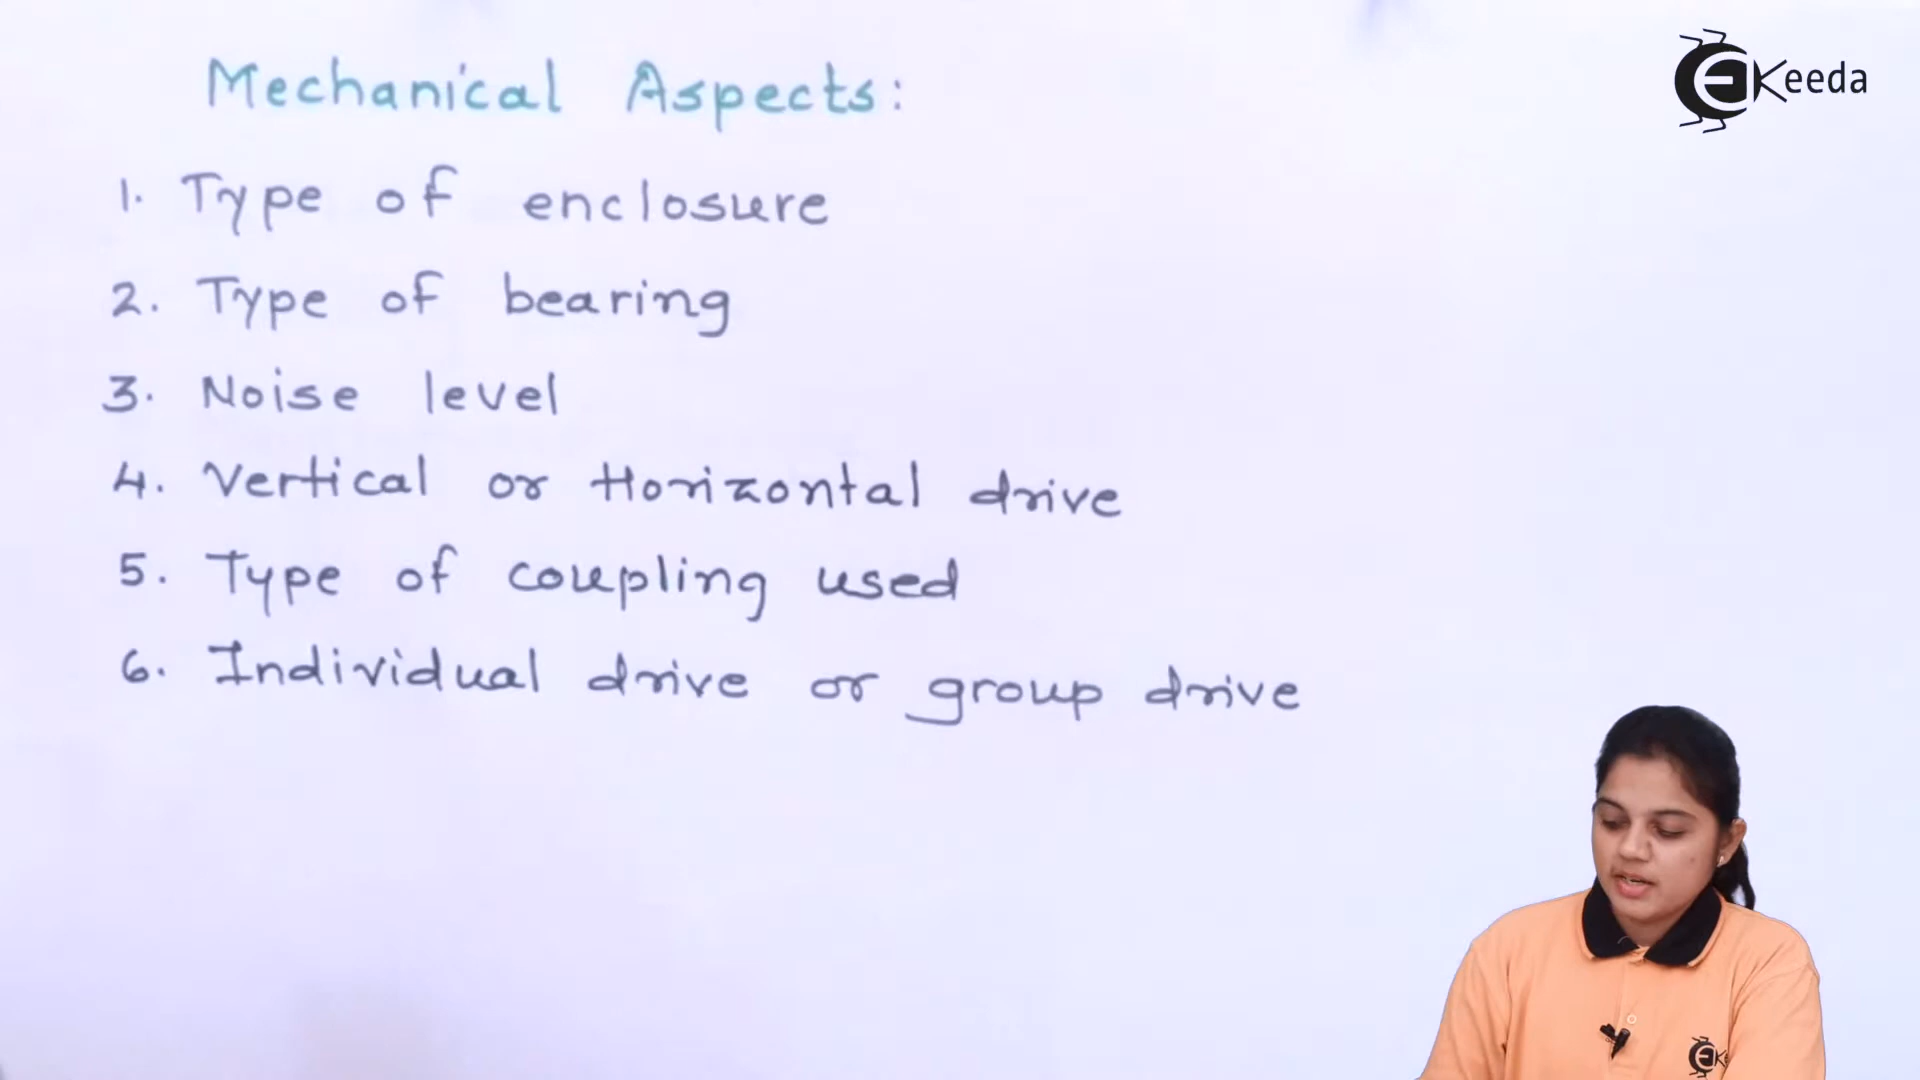 Mechanical Aspects:
EKeeda
1. Type of enclosure
2. Type of bearing
3. Noise level
4. Vertical or Horizontal drive
5. Type of coupling used
6. Individual drive or group drive
EK